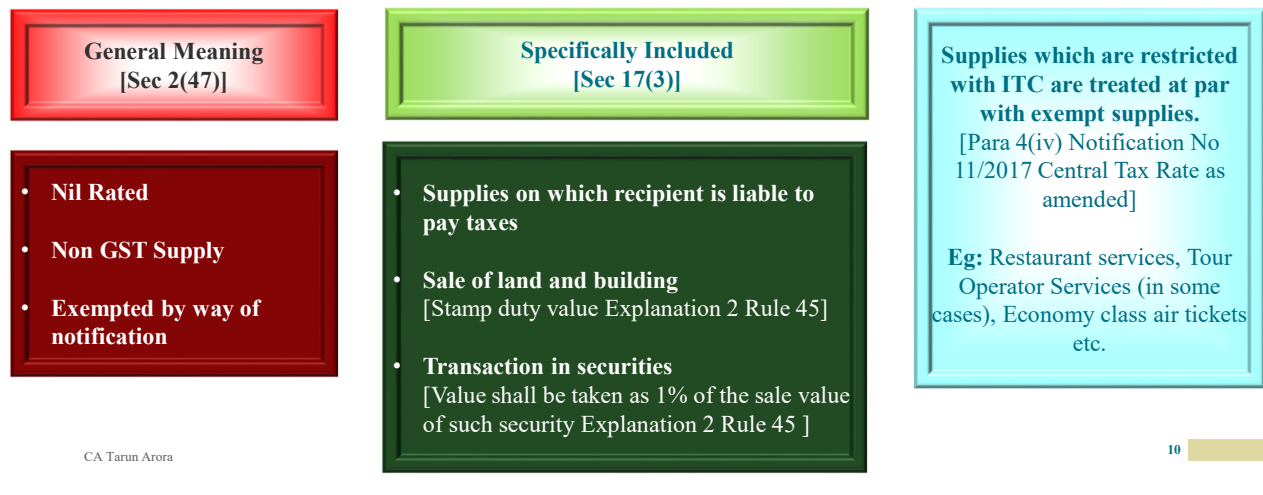 General Meaning
[Sec 2(47)]
• Nil Rated
• Non GST Supply
• Exempted by way of
notification
Specifically Included
[Sec 17(3)]
• Supplies on which recipient is liable to
pay taxes
• Sale of land and building
[Stamp duty value Explanation 2 Rule 45]
• Transaction in securities
[Value shall be taken as 1% of the sale value
of such security Explanation 2 Rule 45 ]
Supplies which are restricted
with ITC are treated at par
with exempt supplies.
[Para 4(iv) Notification No
11/2017 Central Tax Rate as
amended]
Eg: Restaurant services, Tour
Operator Services (in some
cases), Economy class air tickets
etc.
CA Tarun Arora
10